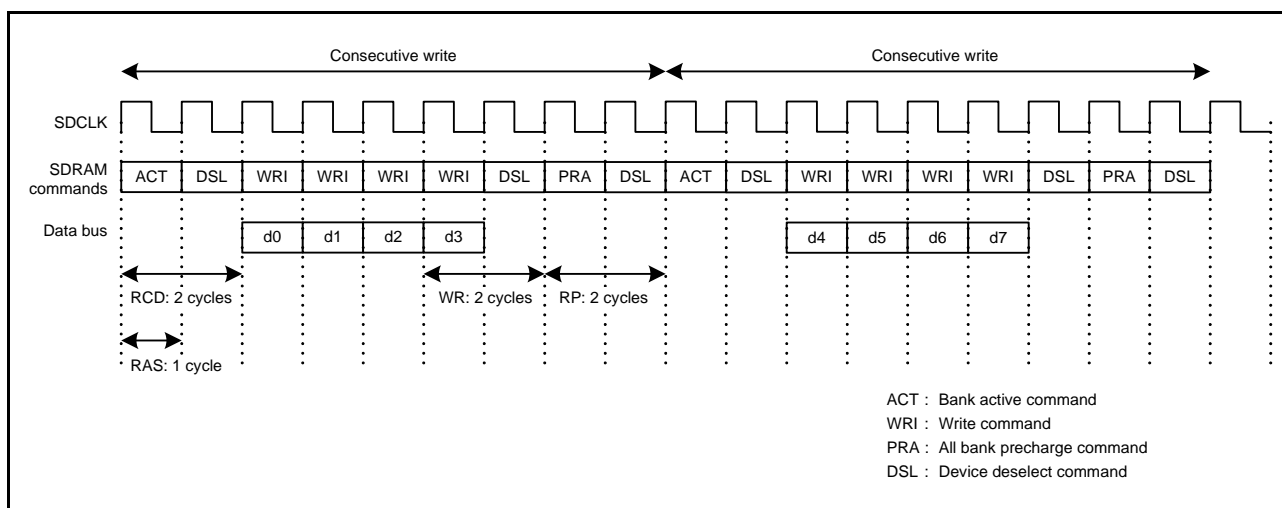 Consecutive write Consecutive write
SDCLK
SDRAM
commands
ACT DSL WRI WRI WRI WRI DSL PRA DSL ACT DSL WRI WRI WRI WRI DSL PRA DSL
Data bus d0 d1 d2 d3 d4 d5 d6 d7
RCD: 2 cycles WR: 2 cycles RP: 2 cycles
RAS: 1 cycle
ACT : Bank active command
WRI : Write command
PRA : All bank precharge command
DSL : Device deselect command